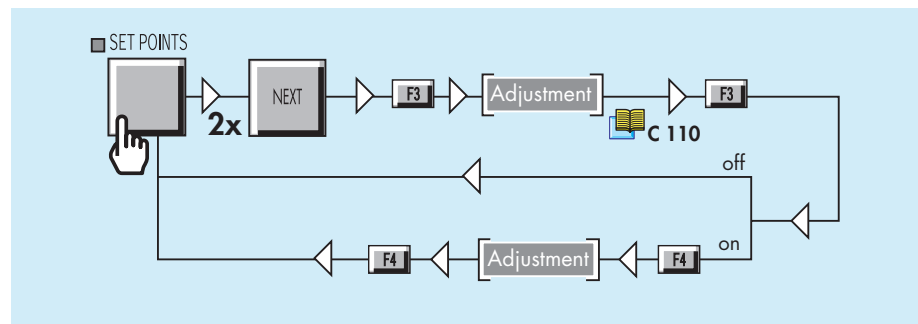 SET POINTS
2x
NEXT
F3
Adjustment
C 110
F3
off
on
F4
Adjustment
F4